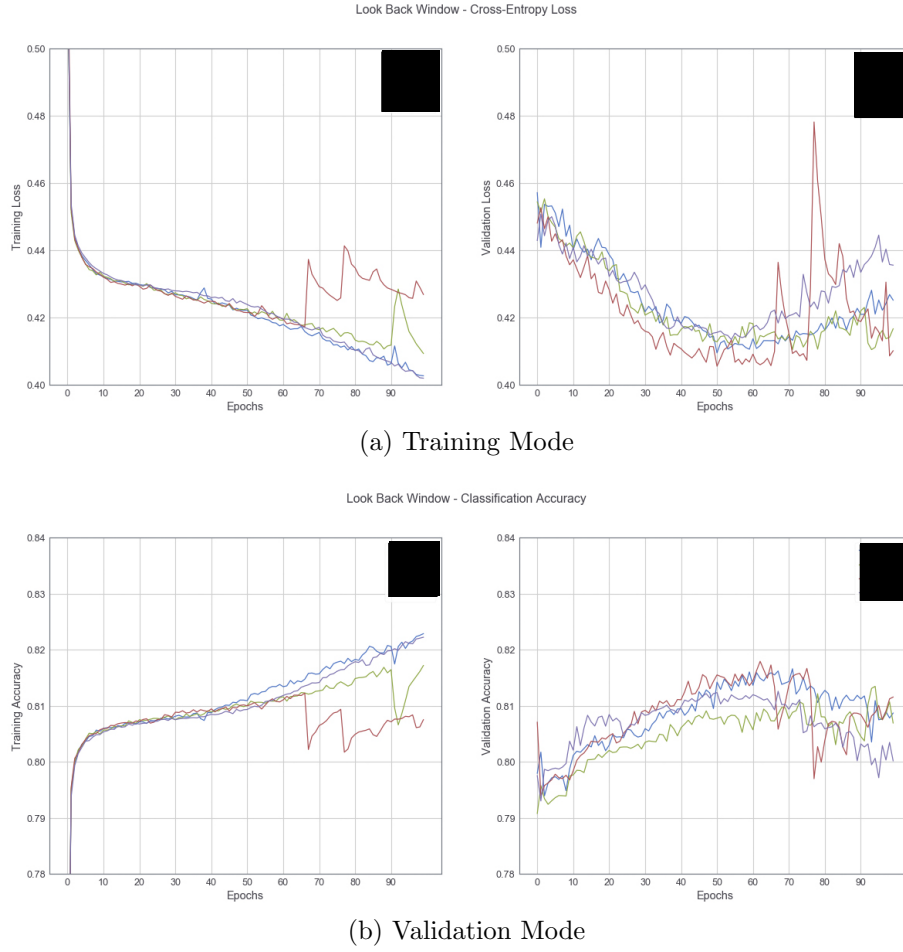 Look Back Window - Cross-Entropy Loss
0.50
0.48
0.46
0.44
0.42
0.40
Training Loss
0 10 20 30 40 50 60 70 80 90
Epochs
0.50
0.48
0.46
0.44
0.42
0.40
Validation Loss
0 10 20 30 40 50 60 70 80 90
Epochs
(a) Training Mode
Look Back Window - Classification Accuracy
0.84
0.83
0.82
0.81
0.80
0.79
0.78
Training Accuracy
0 10 20 30 40 50 60 70 80 90
Epochs
0.84
0.83
0.82
0.81
0.80
0.79
0.78
Validation Accuracy
0 10 20 30 40 50 60 70 80 90
Epochs
(b) Validation Mode